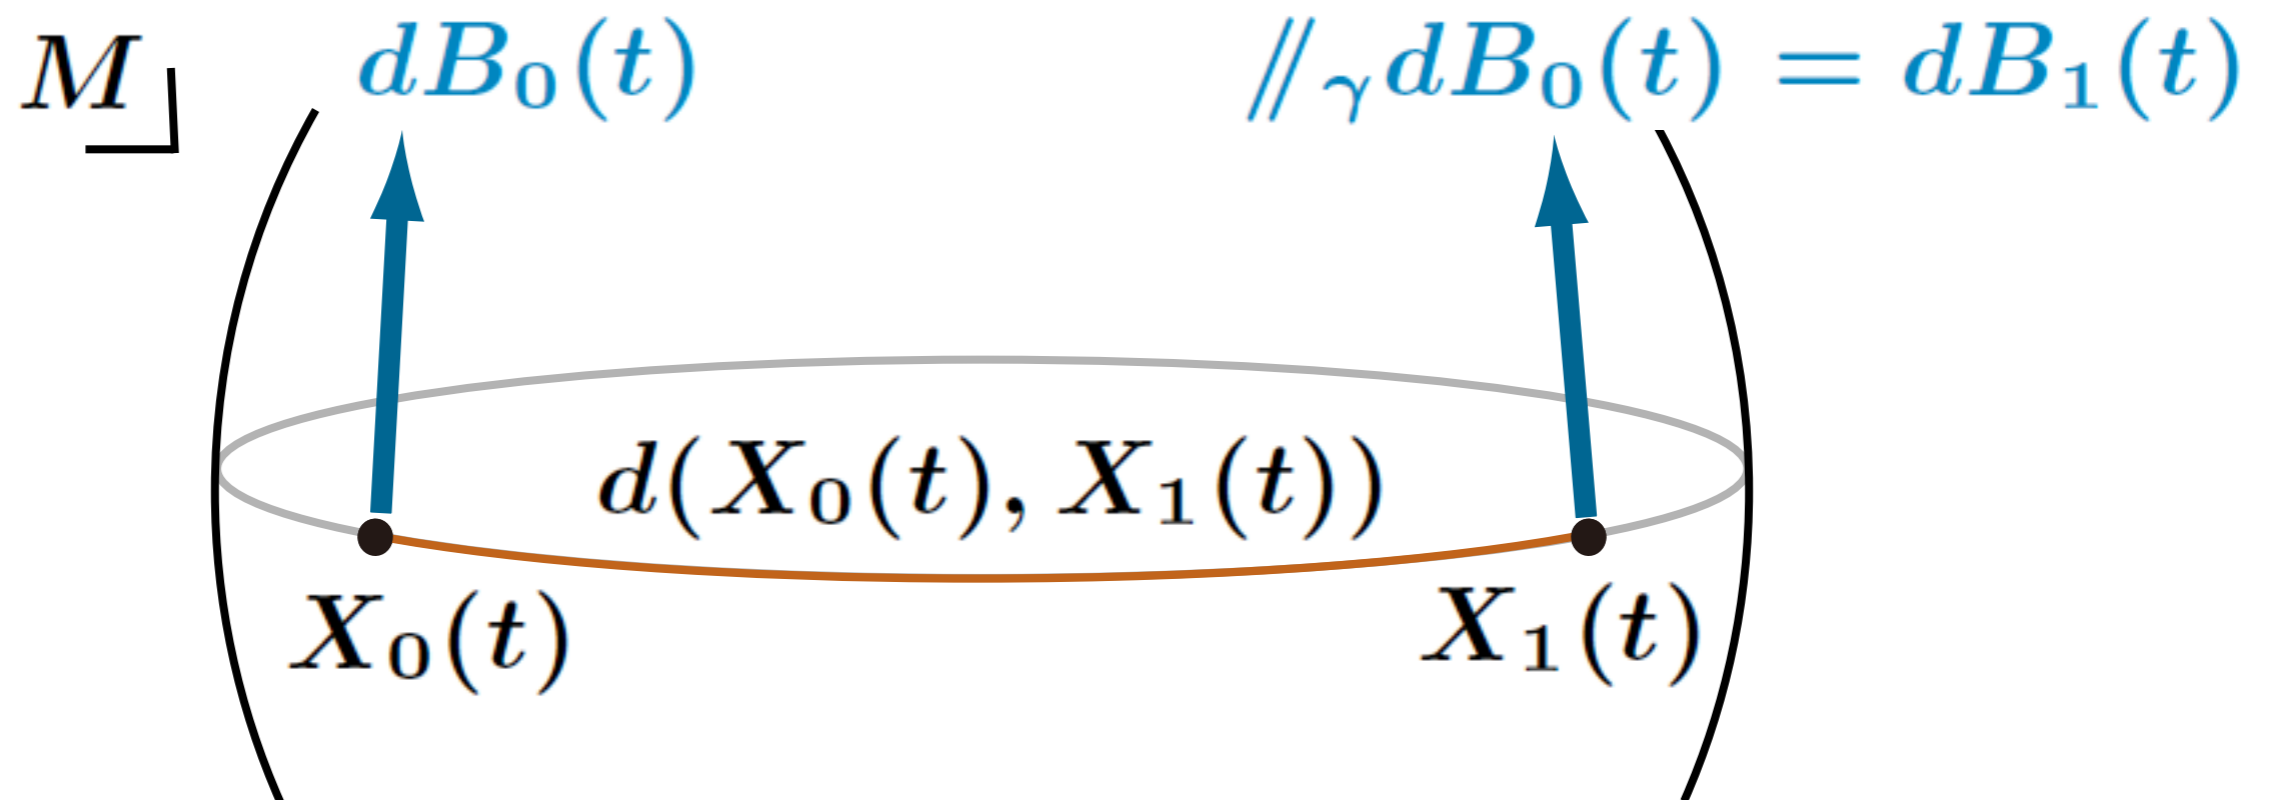 M
dB₀(t)
⫽ᵧdB₀(t) = dB₁(t)
d(X₀(t), X₁(t))
X₀(t)
X₁(t)